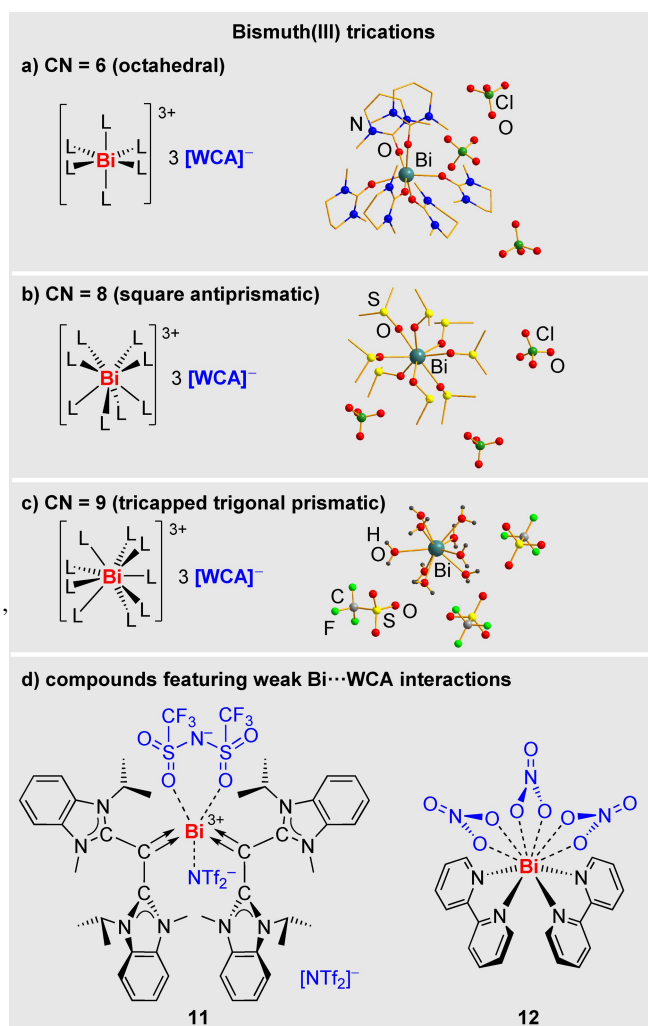 Bismuth(III) trications
a) CN = 6 (octahedral)
L
L L
Bi
L L
L
3+
3 [WCA]⁻
N
O
Bi
Cl
O
b) CN = 8 (square antiprismatic)
L L
L L
Bi
L L
L L
3+
3 [WCA]⁻
S
O
Bi
Cl
O
c) CN = 9 (tricapped trigonal prismatic)
L L
L L
L Bi L
L L
L
3+
3 [WCA]⁻
H
O
Bi
C
F
S
O
,
d) compounds featuring weak Bi···WCA interactions
CF₃ CF₃
O N⁻ O
S S
O O
N N
Bi 3+
N C C N
NTf₂⁻
C C
N N N N
[NTf₂]⁻
11
O
N
O O
O N O
O O
N O
O
Bi
N N
N N
12